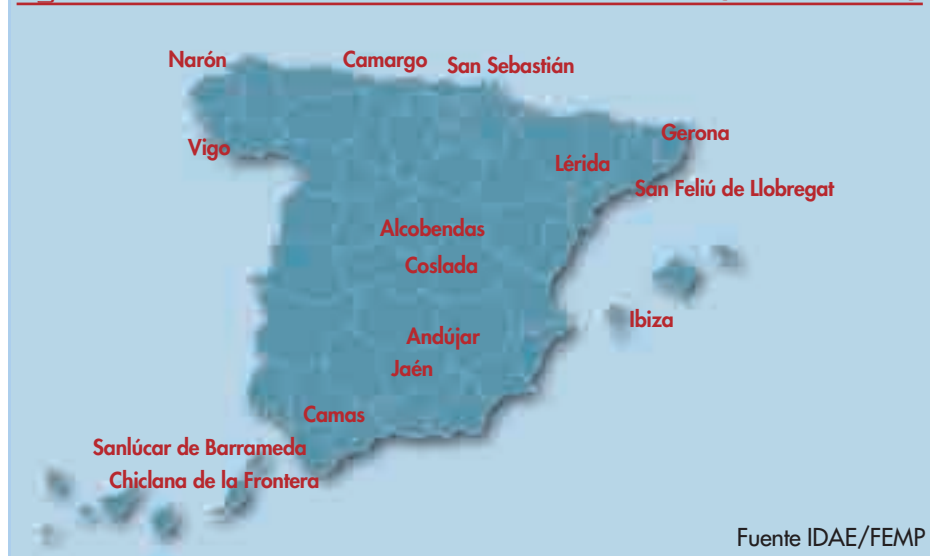 Narón
Camargo
San Sebastián
Gerona
Vigo
Lérida
San Feliú de Llobregat
Alcobendas
Coslada
Ibiza
Andújar
Jaén
Camas
Sanlúcar de Barrameda
Chiclana de la Frontera
Fuente IDAE/FEMP